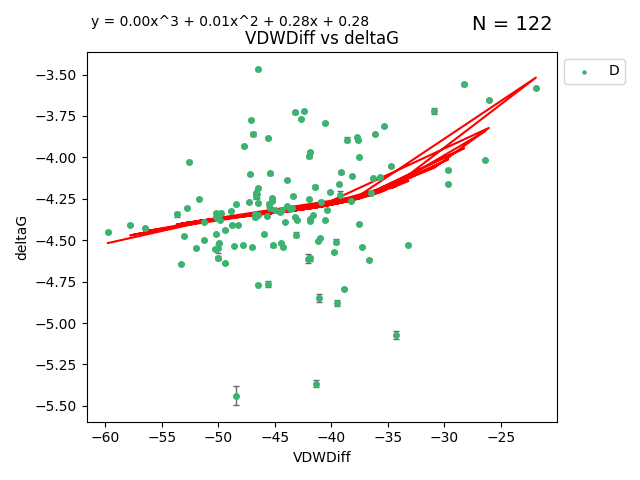 y = 0.00x^3 + 0.01x^2 + 0.28x + 0.28
N = 122
VDWDiff vs deltaG
D
−3.50
−3.75
−4.00
−4.25
−4.50
−4.75
−5.00
−5.25
−5.50
deltaG
−60 −55 −50 −45 −40 −35 −30 −25
VDWDiff